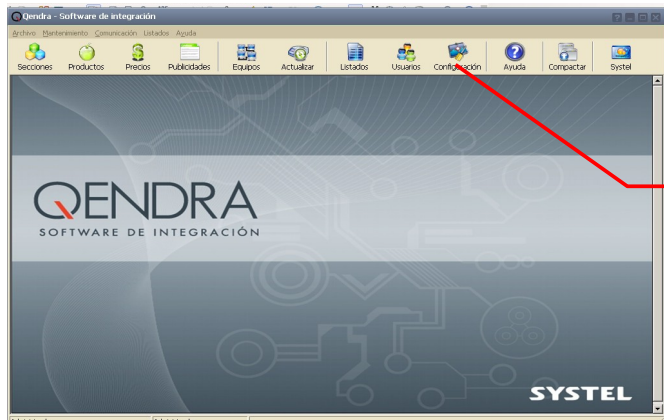 Qendra - Software de integración
Archivo Mantenimiento Comunicación Listados Ayuda
Secciones Productos Precios Publicidades Equipos Actualizar Listados Usuarios Configuración Ayuda Compactar Systel
QENDRA
SOFTWARE DE INTEGRACIÓN
SYSTEL